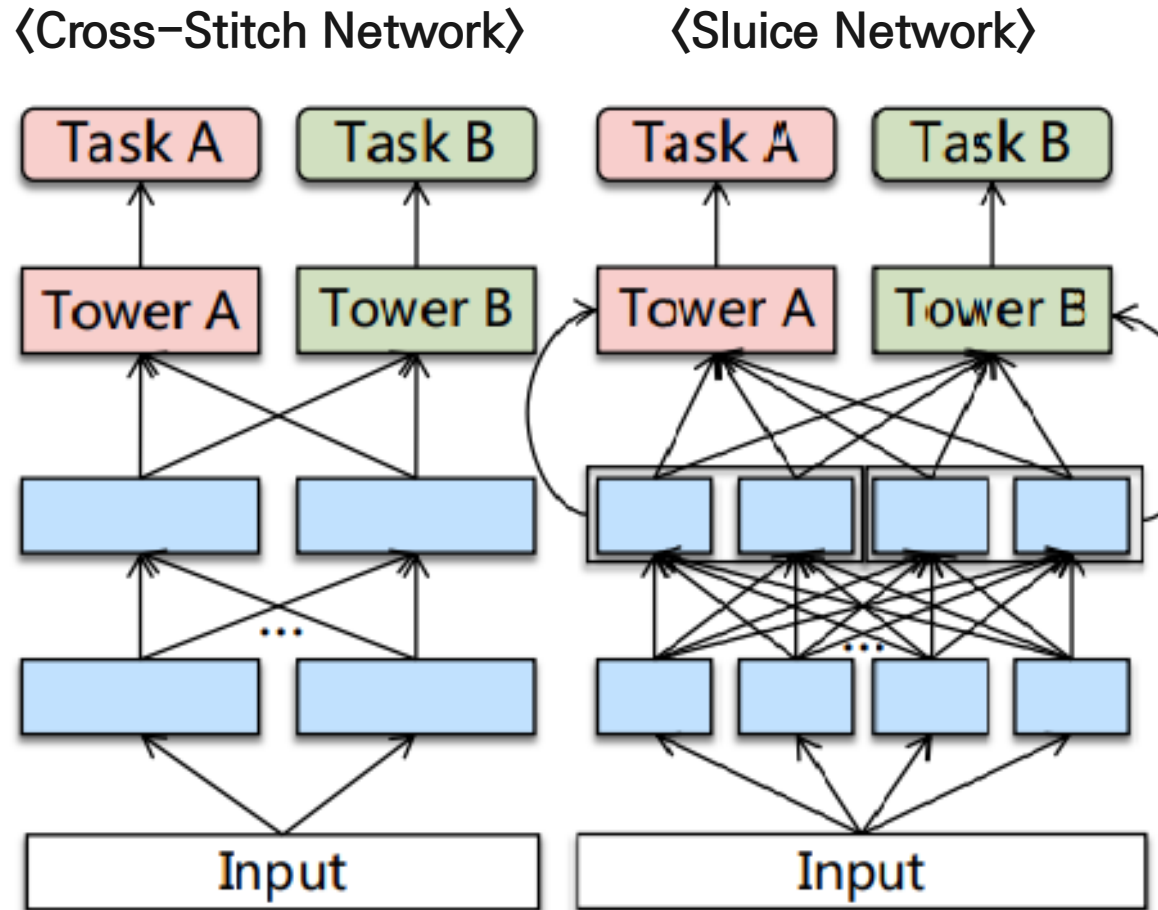 <Cross-Stitch Network>
<Sluice Network>
Task A
Task B
Task A
Task B
Tower A
Tower B
Tower A
Tower B
...
...
Input
Input